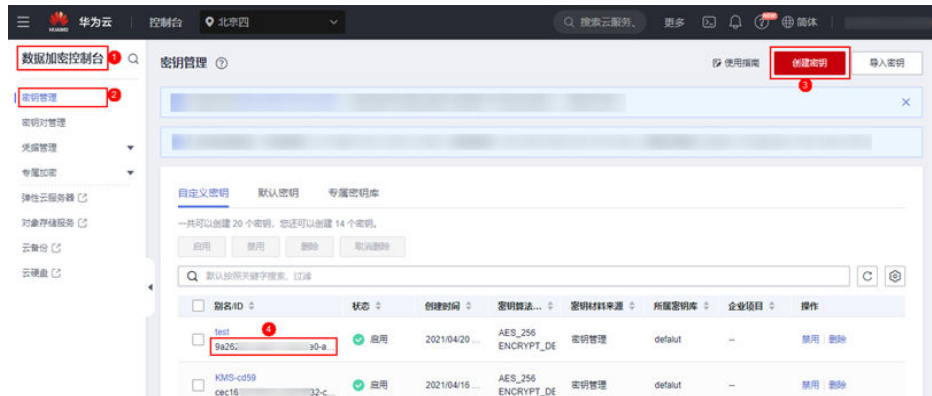 HUAWEI 华为云 控制台 北京四 搜索云服务、 更多 简体
数据加密控制台 1
密钥管理 使用指南 创建密钥 导入密钥
3
密钥管理 2
密钥对管理
凭据管理
专属加密
弹性云服务器
对象存储服务
云备份
云硬盘
自定义密钥 默认密钥 专属密钥库
一共可以创建 20 个密钥，您还可以创建 14 个密钥。
启用 禁用 删除 取消删除
默认按照关键字搜索、过滤
别名/ID 状态 创建时间 密钥算法... 密钥材料来源 所属密钥库 企业项目 操作
test 4
9a262 e0-a... 启用 2021/04/20 ... AES_256 密钥管理 defalut -- 禁用 删除
ENCRYPT_DE
KMS-cd59
cec16 32-c... 启用 2021/04/16 ... AES_256 密钥管理 defalut -- 禁用 删除
ENCRYPT_DE